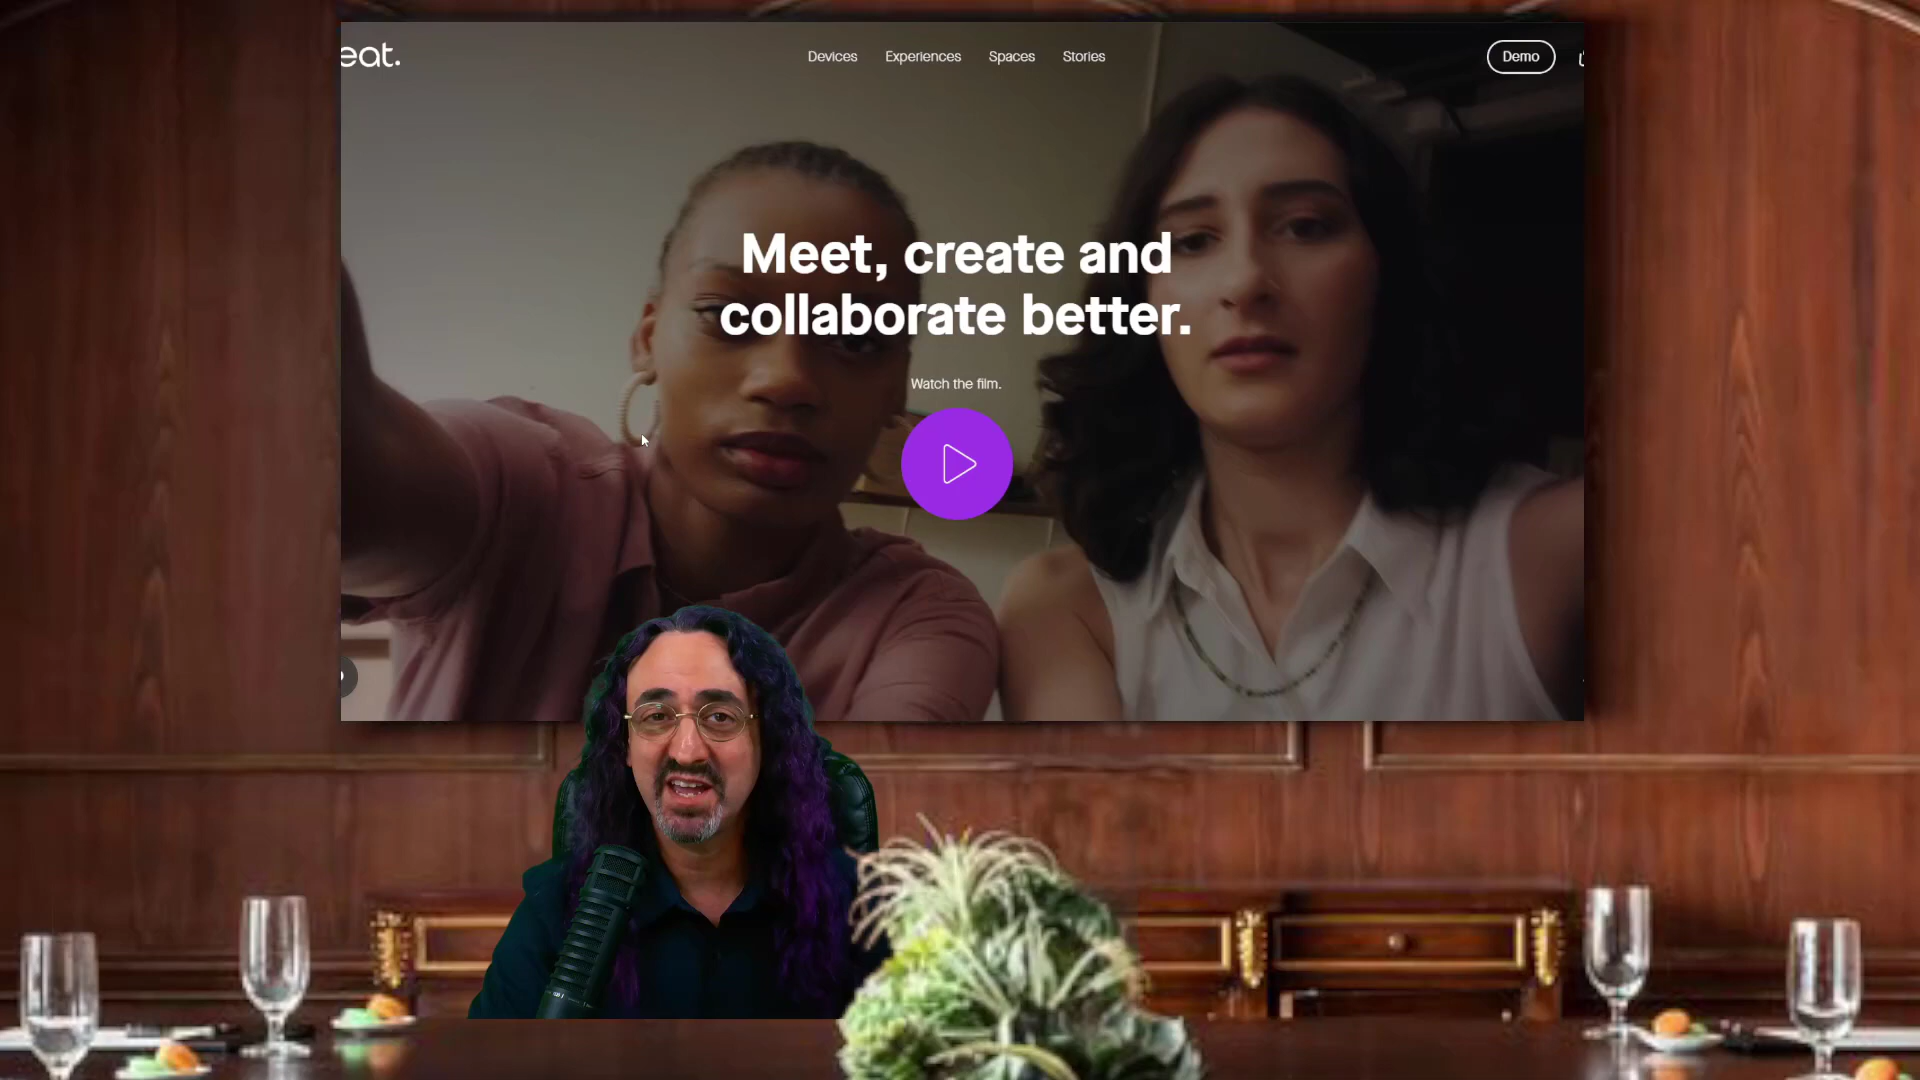 eat.
Devices
Experiences
Spaces
Stories
Demo
Meet, create and
collaborate better.
Watch the film.